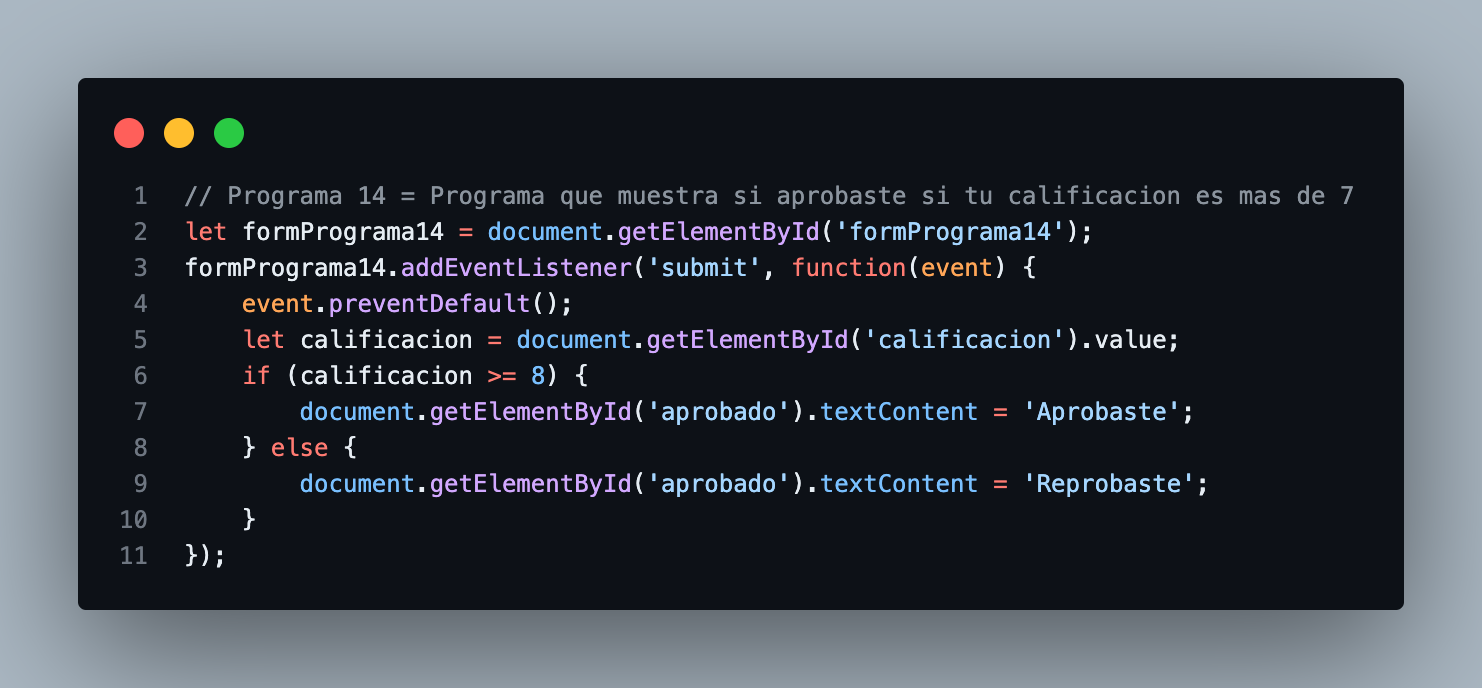 1 // Programa 14 = Programa que muestra si aprobaste si tu calificacion es mas de 7
2 let formPrograma14 = document.getElementById('formPrograma14');
3 formPrograma14.addEventListener('submit', function(event) {
4     event.preventDefault();
5     let calificacion = document.getElementById('calificacion').value;
6     if (calificacion >= 8) {
7         document.getElementById('aprobado').textContent = 'Aprobaste';
8     } else {
9         document.getElementById('aprobado').textContent = 'Reprobaste';
10     }
11 });